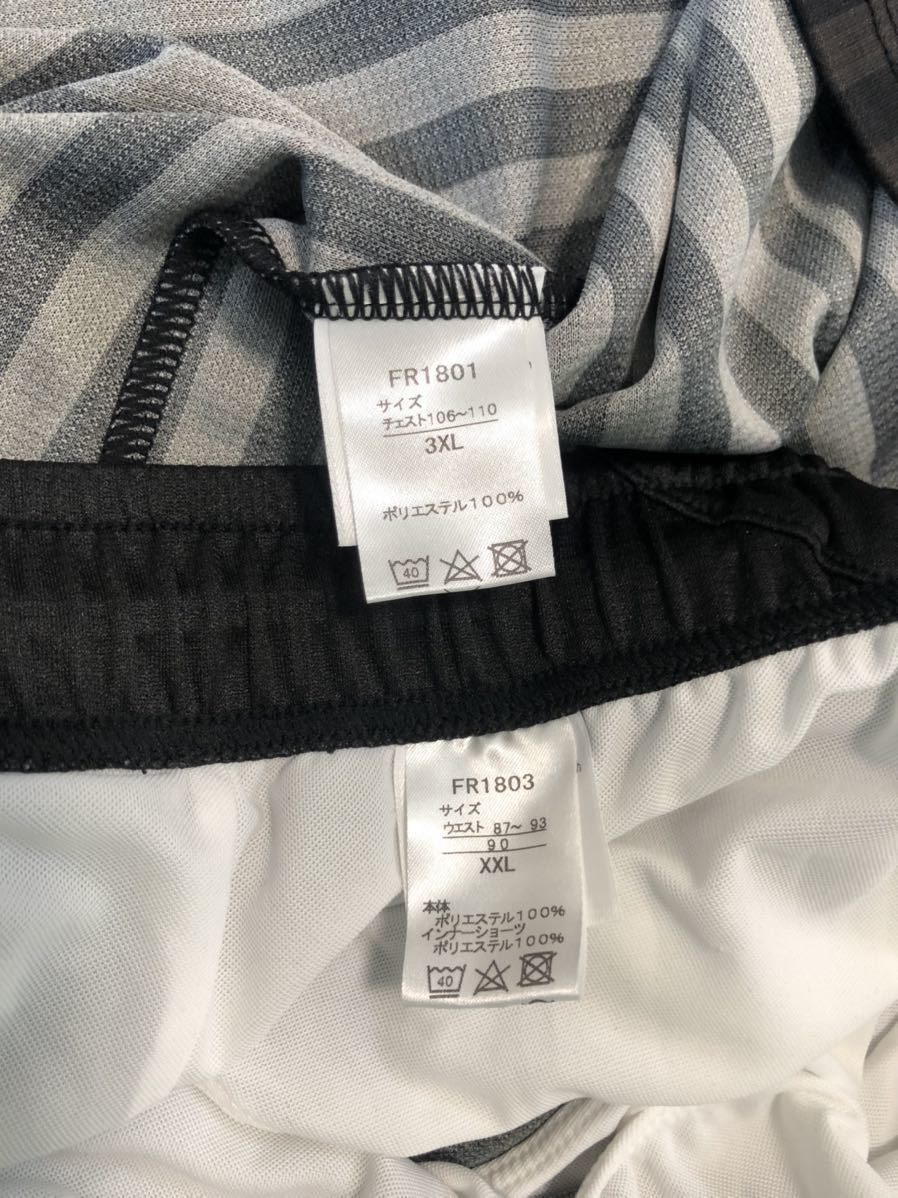 FR1801
サイズ
チェスト106～110
3XL
ポリエステル100%
40
FR1803
サイズ
ウエスト 87～ 93
90
XXL
本体
ポリエステル100%
インナーショーツ
ポリエステル100%
40